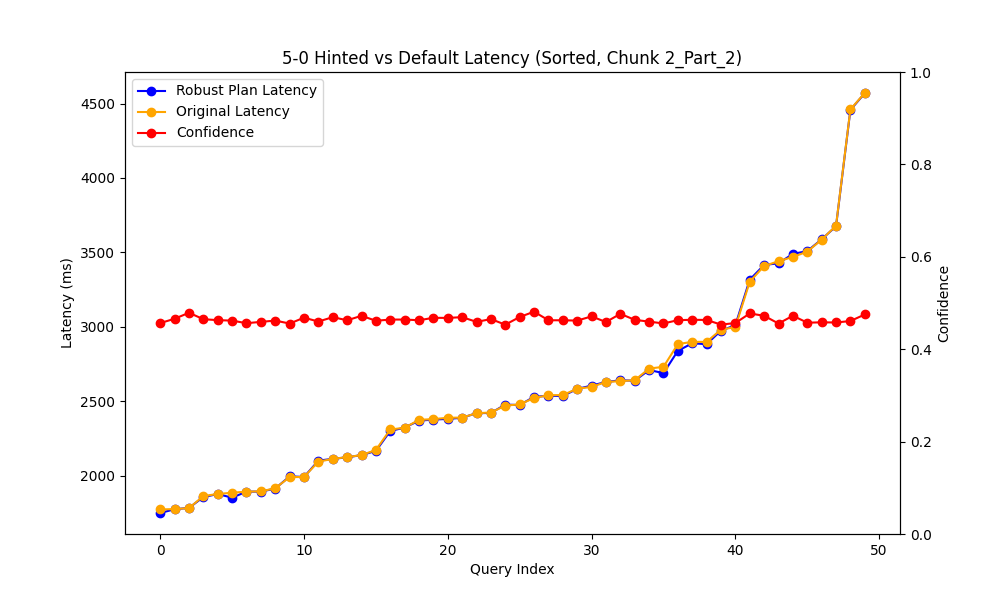 5-0 Hinted vs Default Latency (Sorted, Chunk 2_Part_2)
Robust Plan Latency
Original Latency
Confidence
4500
4000
3500
3000
2500
2000
Latency (ms)
1.0
0.8
0.6
0.4
0.2
0.0
Confidence
0 10 20 30 40 50
Query Index